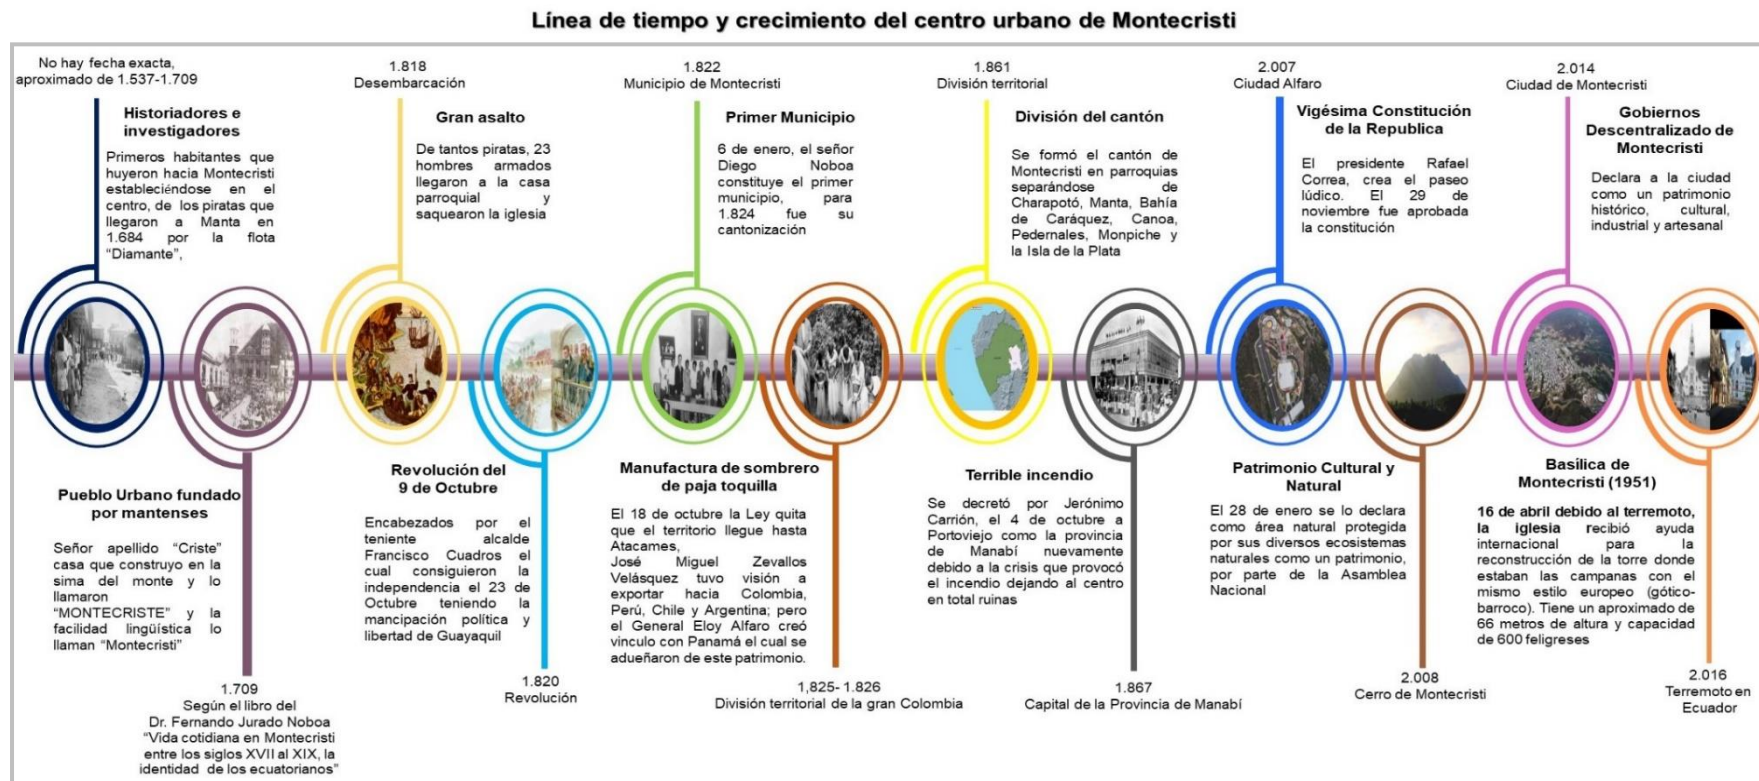 Línea de tiempo y crecimiento del centro urbano de Montecristi
No hay fecha exacta,
aproximado de 1.537-1.709
Historiadores e
investigadores
Primeros habitantes que
huyeron hacia Montecristi
estableciéndose en el
centro, de los piratas que
llegaron a Manta en
1.684 por la flota
“Diamante”,
Pueblo Urbano fundado
por mantenses
Señor apellido “Criste”
casa que construyo en la
sima del monte y lo
llamaron
“MONTECRISTE” y la
facilidad lingüística lo
llaman “Montecristi”
1.709
Según el libro del
Dr. Fernando Jurado Noboa
“Vida cotidiana en Montecristi
entre los siglos XVII al XIX, la
identidad de los ecuatorianos”
1.818
Desembarcación
Gran asalto
De tantos piratas, 23
hombres armados
llegaron a la casa
parroquial y
saquearon la iglesia
Revolución del
9 de Octubre
Encabezados por el
teniente alcalde
Francisco Cuadros el
cual consiguieron la
independencia el 23 de
Octubre teniendo la
mancipación política y
libertad de Guayaquil
1.820
Revolución
1.822
Municipio de Montecristi
Primer Municipio
6 de enero, el señor
Diego Noboa
constituye el primer
municipio, para
1.824 fue su
cantonización
Manufactura de sombrero
de paja toquilla
El 18 de octubre la Ley quita
que el territorio llegue hasta
Atacames,
José Miguel Zevallos
Velásquez tuvo visión a
exportar hacia Colombia,
Perú, Chile y Argentina; pero
el General Eloy Alfaro creó
vinculo con Panamá el cual se
adueñaron de este patrimonio.
1,825- 1.826
División territorial de la gran Colombia
1.861
División territorial
División del cantón
Se formó el cantón de
Montecristi en parroquias
separándose de
Charapotó, Manta, Bahía
de Caráquez, Canoa,
Pedernales, Monpiche y
la Isla de la Plata
Terrible incendio
Se decretó por Jerónimo
Carrión, el 4 de octubre a
Portoviejo como la provincia
de Manabí nuevamente
debido a la crisis que provocó
el incendio dejando al centro
en total ruinas
1.867
Capital de la Provincia de Manabí
2.007
Ciudad Alfaro
Vigésima Constitución
de la Republica
El presidente Rafael
Correa, crea el paseo
lúdico. El 29 de
noviembre fue aprobada
la constitución
Patrimonio Cultural y
Natural
El 28 de enero se lo declara
como área natural protegida
por sus diversos ecosistemas
naturales como un patrimonio,
por parte de la Asamblea
Nacional
2.008
Cerro de Montecristi
2.014
Ciudad de Montecristi
Gobiernos
Descentralizado de
Montecristi
Declara a la ciudad
como un patrimonio
histórico, cultural,
industrial y artesanal
Basílica de
Montecristi (1951)
16 de abril debido al terremoto,
la iglesia recibió ayuda
internacional para la
reconstrucción de la torre donde
estaban las campanas con el
mismo estilo europeo (gótico-
barroco). Tiene un aproximado de
66 metros de altura y capacidad
de 600 feligreses
2.016
Terremoto en
Ecuador